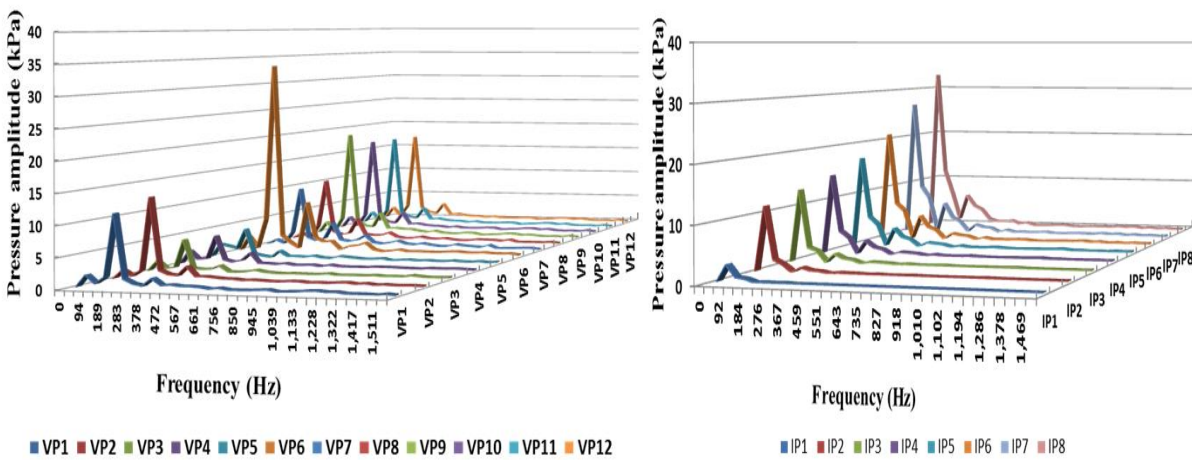 Pressure amplitude (kPa)
40
35
30
25
20
15
10
5
0
0
94
189
283
378
472
567
661
756
850
945
1,039
1,133
1,228
1,322
1,417
1,511
VP1
VP2
VP3
VP4
VP5
VP6
VP7
VP8
VP9
VP10
VP11
VP12
Frequency (Hz)
VP1 VP2 VP3 VP4 VP5 VP6 VP7 VP8 VP9 VP10 VP11 VP12
Pressure amplitude (kPa)
40
30
20
10
0
0
92
184
276
367
459
551
643
735
827
918
1,010
1,102
1,194
1,286
1,378
1,469
IP1
IP2
IP3
IP4
IP5
IP6
IP7
IP8
Frequency (Hz)
IP1 IP2 IP3 IP4 IP5 IP6 IP7 IP8